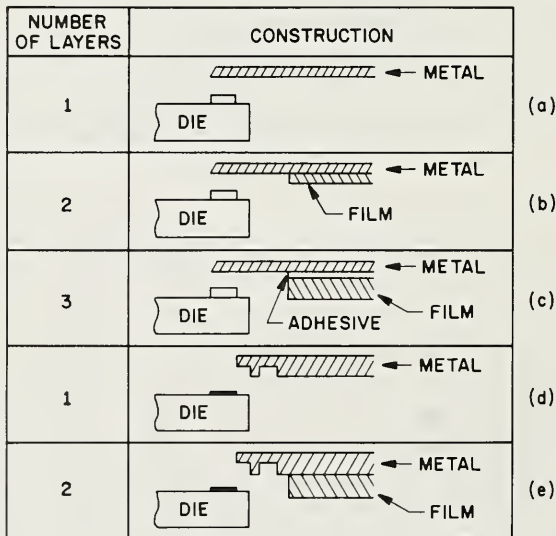 NUMBER
OF LAYERS
CONSTRUCTION
1
METAL
DIE
(a)
2
METAL
DIE
FILM
(b)
3
METAL
DIE
ADHESIVE
FILM
(c)
1
METAL
DIE
(d)
2
METAL
DIE
FILM
(e)